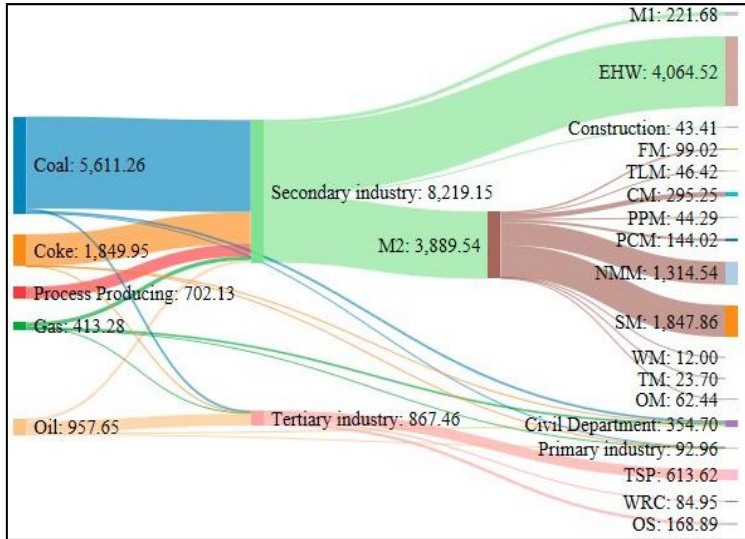 M1: 221.68
EHW: 4,064.52
Construction: 43.41
FM: 99.02
TLM: 46.42
CM: 295.25
PPM: 44.29
PCM: 144.02
NMM: 1,314.54
SM: 1,847.86
WM: 12.00
TM: 23.70
OM: 62.44
Civil Department: 354.70
Primary industry: 92.96
TSP: 613.62
WRC: 84.95
OS: 168.89
Secondary industry: 8,219.15
M2: 3,889.54
Tertiary industry: 867.46
Coal: 5,611.26
Coke: 1,849.95
Process Producing: 702.13
Gas: 413.28
Oil: 957.65